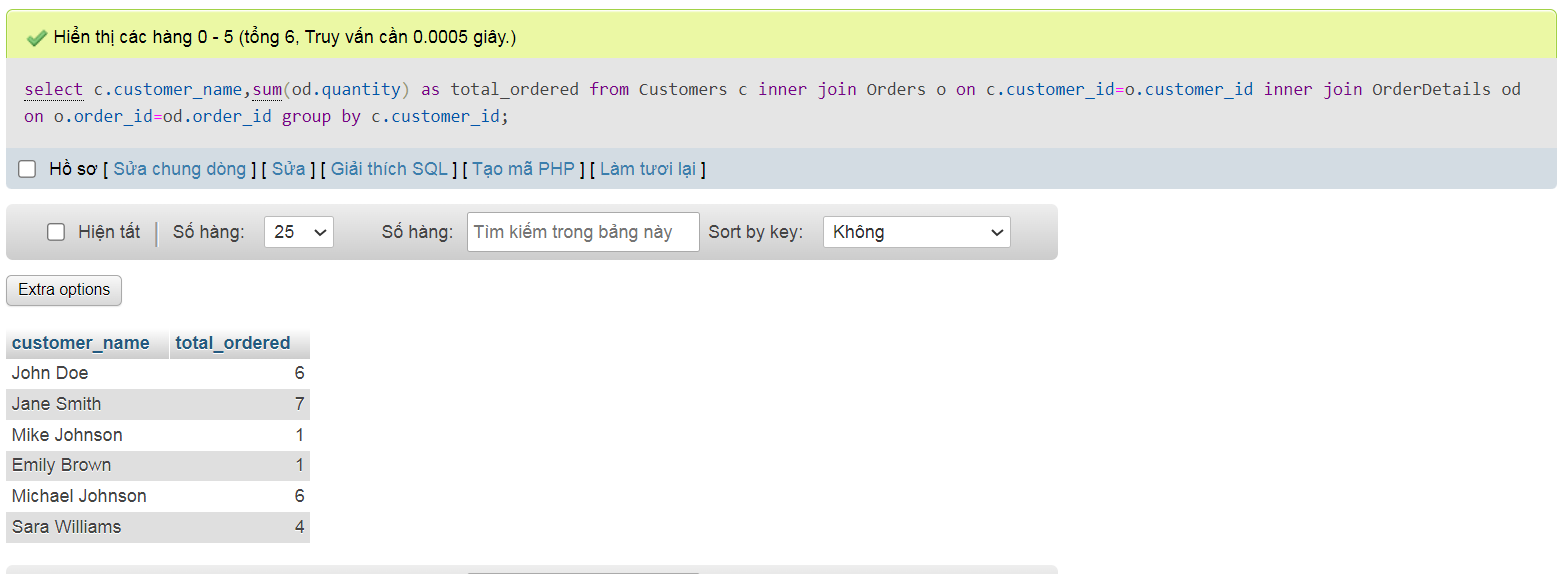 Hiển thị các hàng 0 - 5 (tổng 6, Truy vấn cần 0.0005 giây.)
select c.customer_name,sum(od.quantity) as total_ordered from Customers c inner join Orders o on c.customer_id=o.customer_id inner join OrderDetails od
on o.order_id=od.order_id group by c.customer_id;
Hồ sơ [ Sửa chung dòng ] [ Sửa ] [ Giải thích SQL ] [ Tạo mã PHP ] [ Làm tươi lại ]
Hiện tất | Số hàng: 25 Số hàng: Tìm kiếm trong bảng này Sort by key: Không
Extra options
customer_name total_ordered
John Doe 6
Jane Smith 7
Mike Johnson 1
Emily Brown 1
Michael Johnson 6
Sara Williams 4